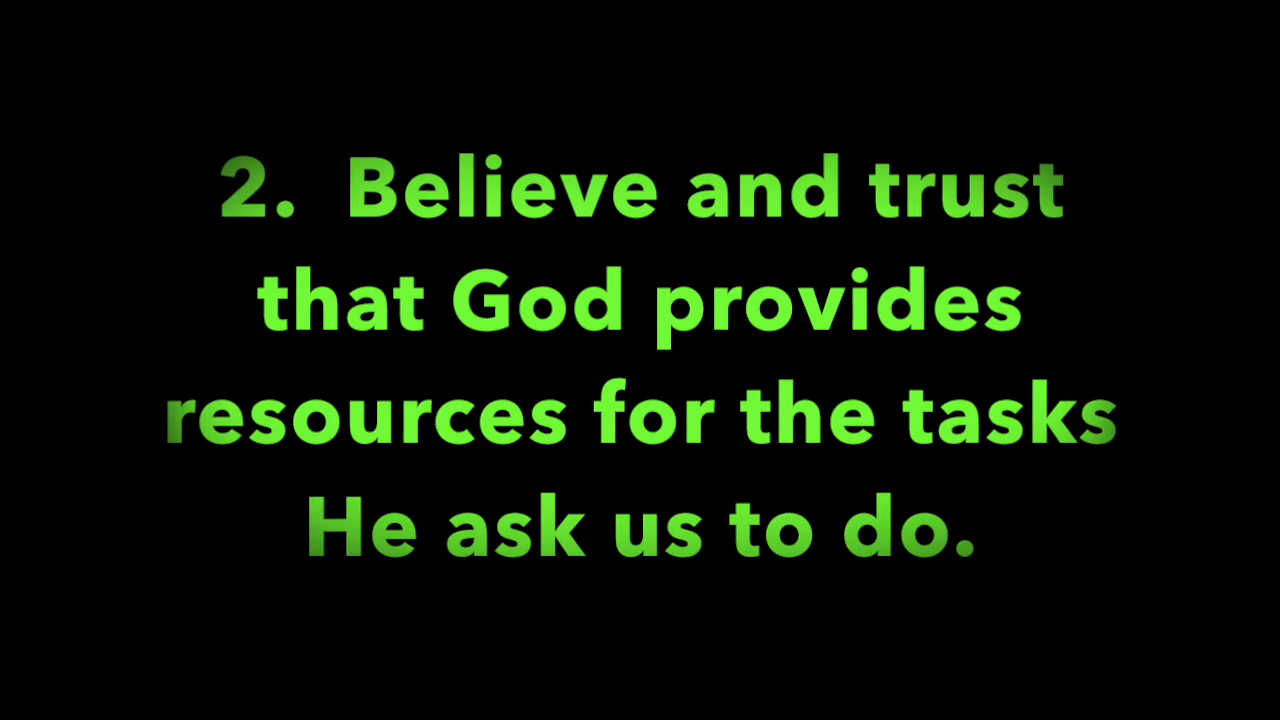 2.  Believe and trust
that God provides
resources for the tasks
He ask us to do.